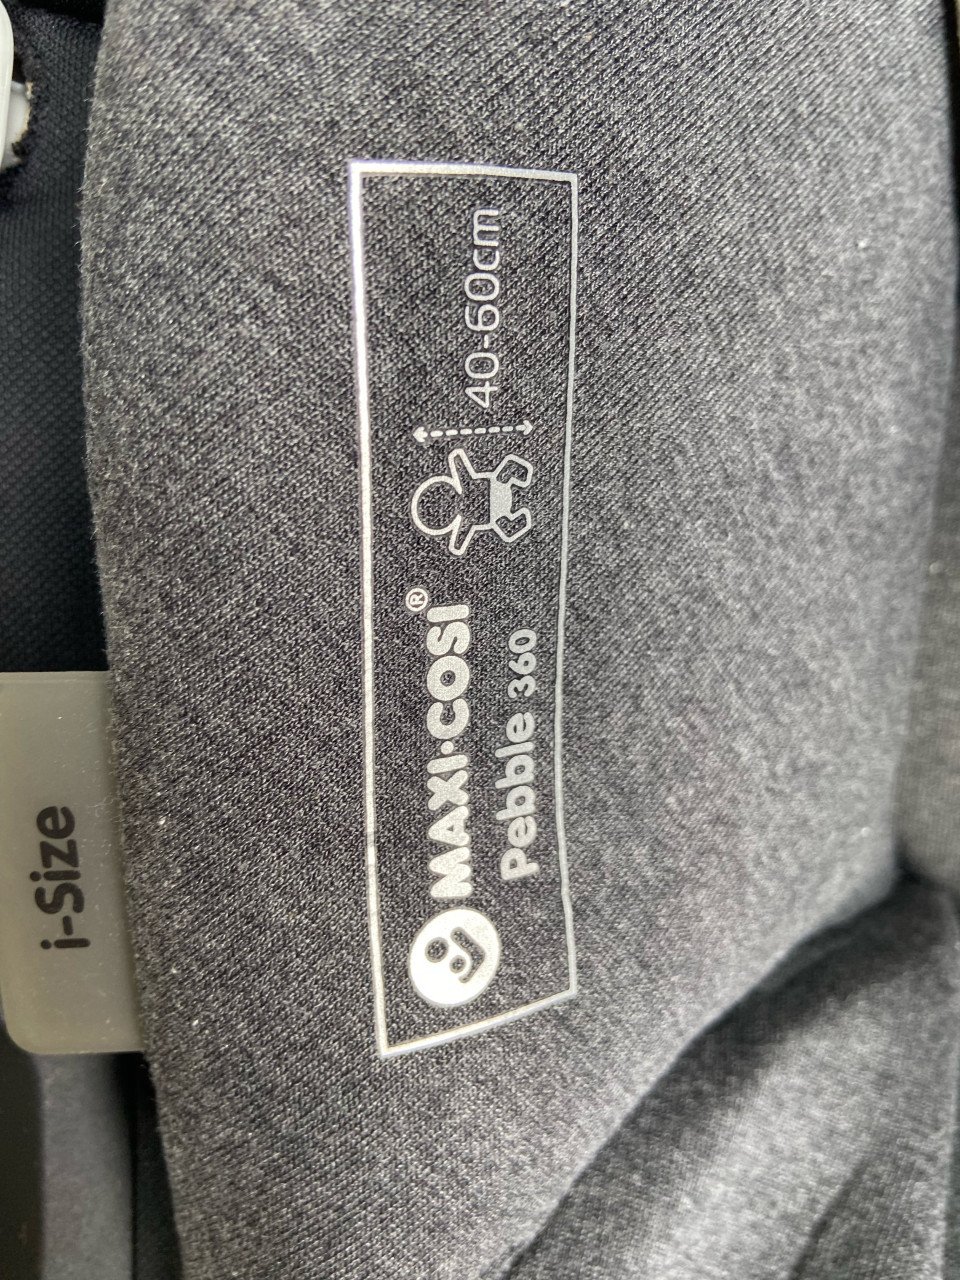 MAXI·COSI®
Pebble 360
40-60cm
i-Size